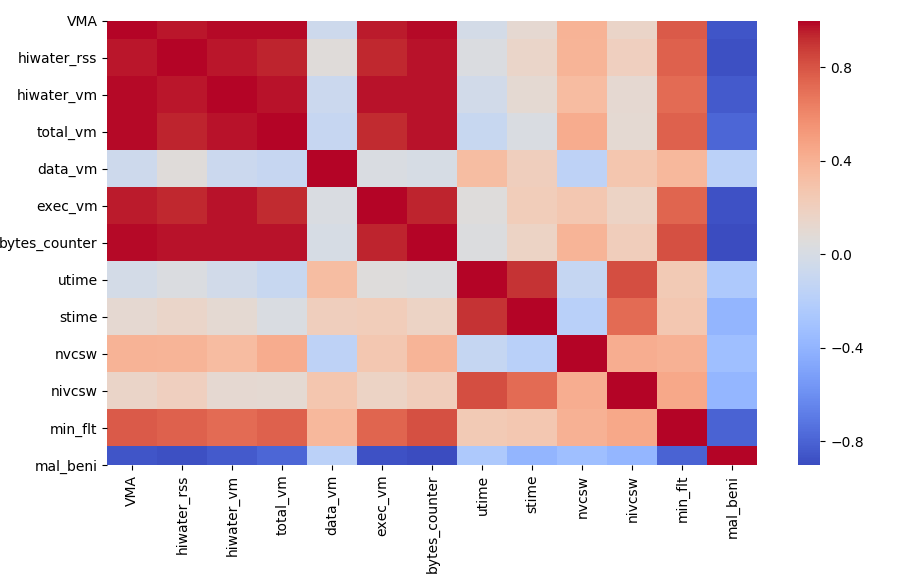 VMA
hiwater_rss
hiwater_vm
total_vm
data_vm
exec_vm
bytes_counter
utime
stime
nvcsw
nivcsw
min_flt
mal_beni
VMA
hiwater_rss
hiwater_vm
total_vm
data_vm
exec_vm
bytes_counter
utime
stime
nvcsw
nivcsw
min_flt
mal_beni
0.8
0.4
0.0
−0.4
−0.8